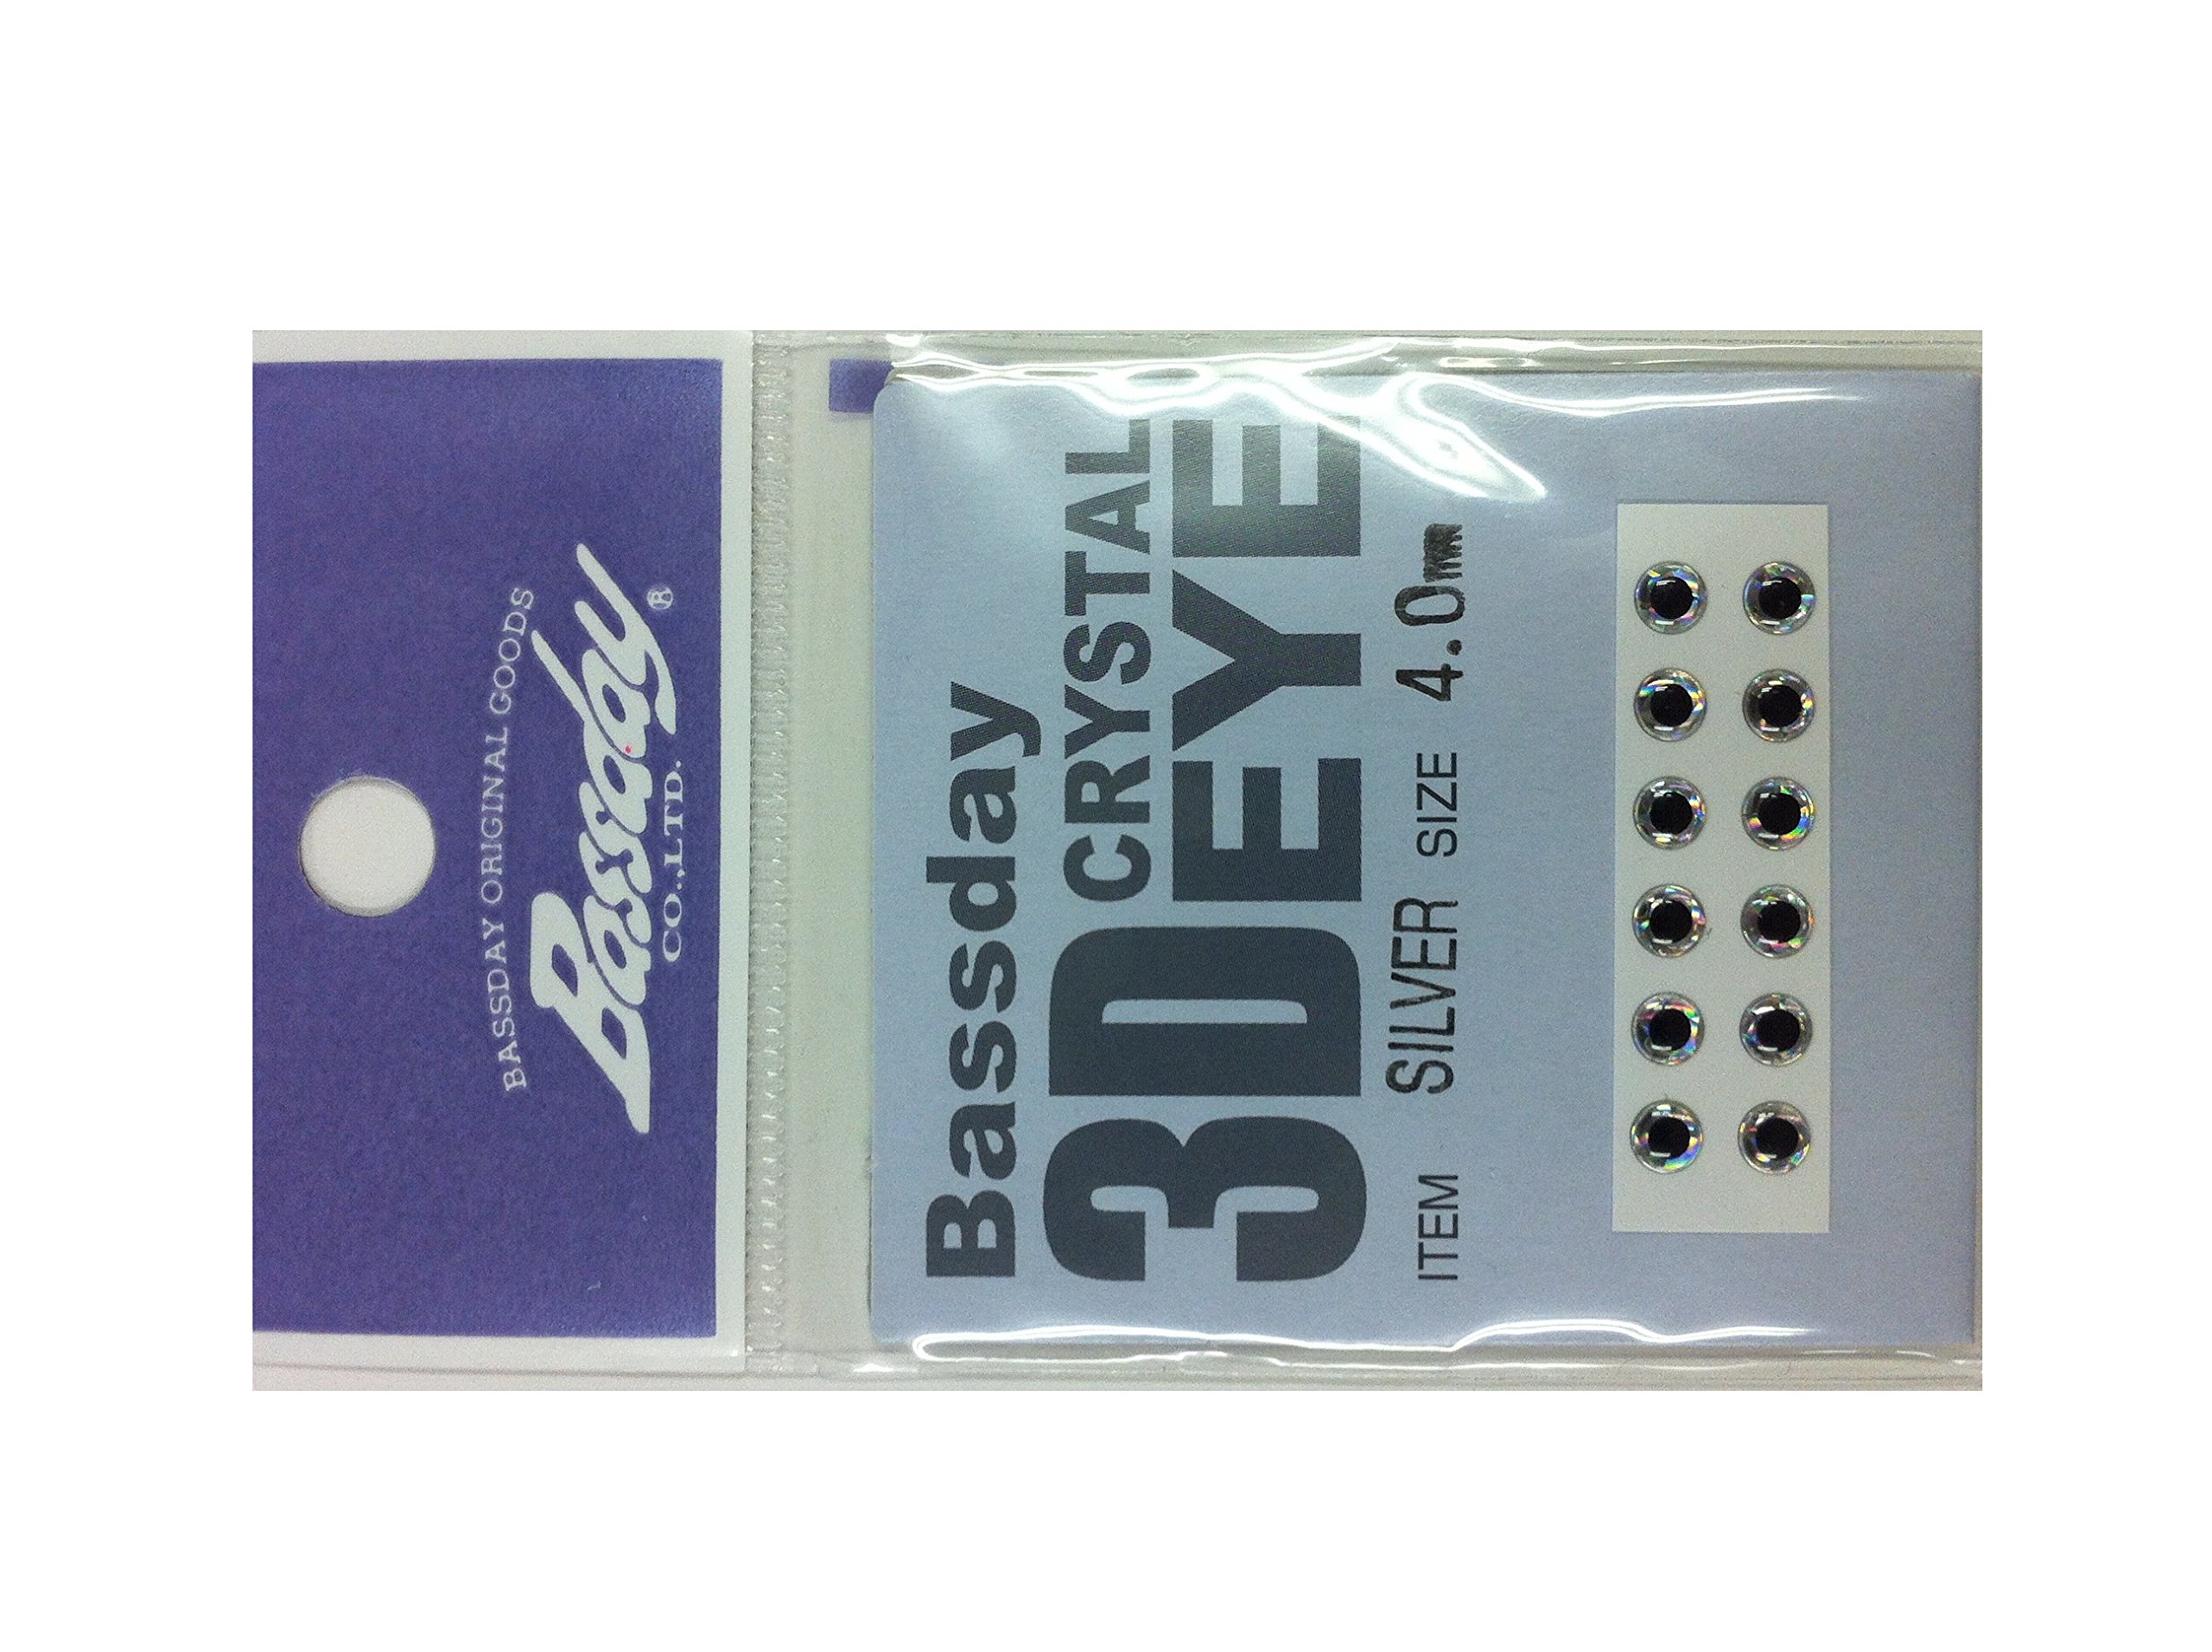 BASSDAY ORIGINAL GOODS
Bassday®
CO.,LTD.
Bassday
3D CRYSTAL
EYE
ITEM SILVER SIZE 4.0mm